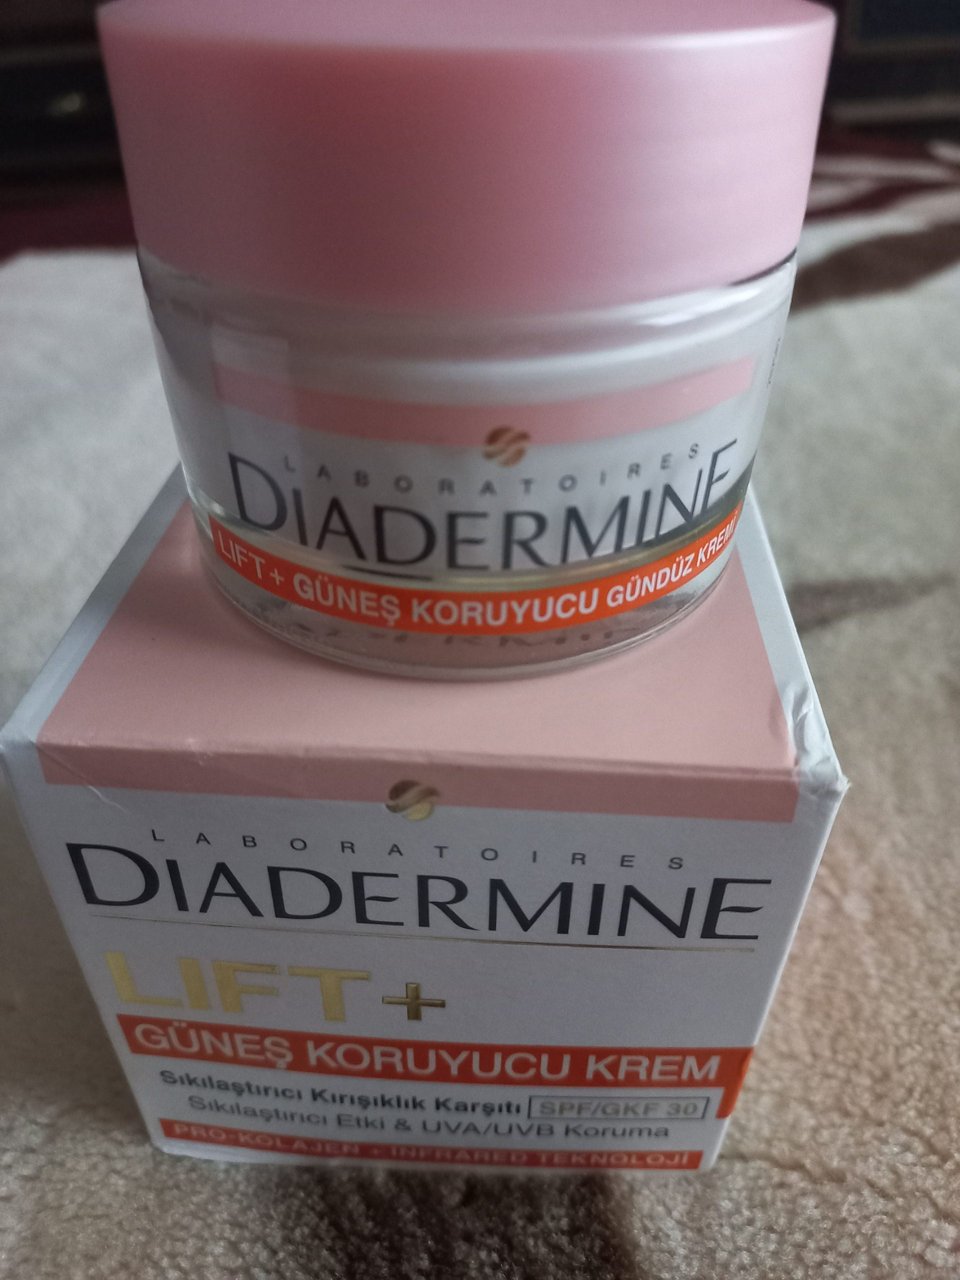 LABORATOIRES
DIADERMINE
LIFT+ GÜNEŞ KORUYUCU GÜNDÜZ KREMİ
LABORATOIRES
DIADERMINE
LIFT+
GÜNEŞ KORUYUCU KREM
Sıkılaştırıcı Kırışıklık Karşıtı SPF/GKF 30
Sıkılaştırıcı Etki & UVA/UVB Koruma
PRO-KOLAJEN + INFRARED TEKNOLOJİ